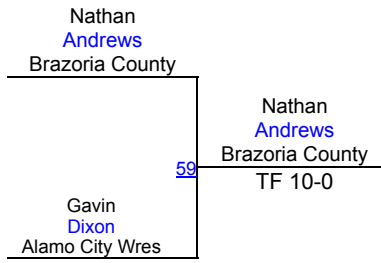 Nathan
Andrews
Brazoria County
Nathan
Andrews
Brazoria County
59
TF 10-0
Gavin
Dixon
Alamo City Wres